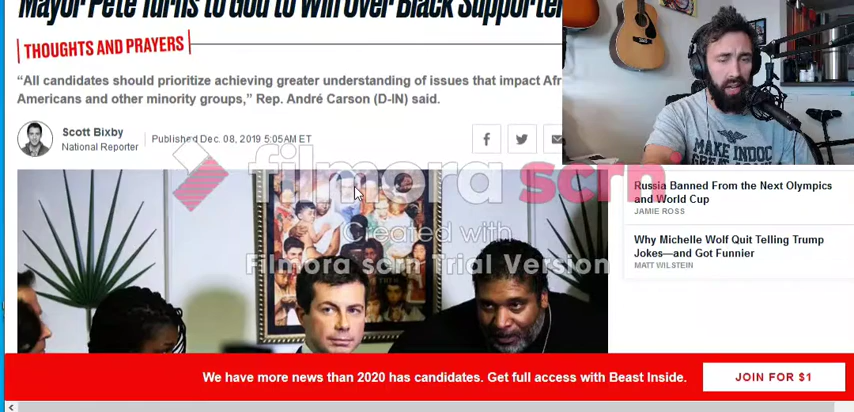 Mayor Pete Turns to God to Win Over Black Supporter
THOUGHTS AND PRAYERS
“All candidates should prioritize achieving greater understanding of issues that impact Afr
Americans and other minority groups,” Rep. André Carson (D-IN) said.
Scott Bixby
National Reporter
Published Dec. 08, 2019 5:05AM ET
MAKE INDOC
filmora scrn
Created with
Filmora scrn Trial Version
Russia Banned From the Next Olympics
and World Cup
JAMIE ROSS
Why Michelle Wolf Quit Telling Trump
Jokes—and Got Funnier
MATT WILSTEIN
We have more news than 2020 has candidates. Get full access with Beast Inside.
JOIN FOR $1